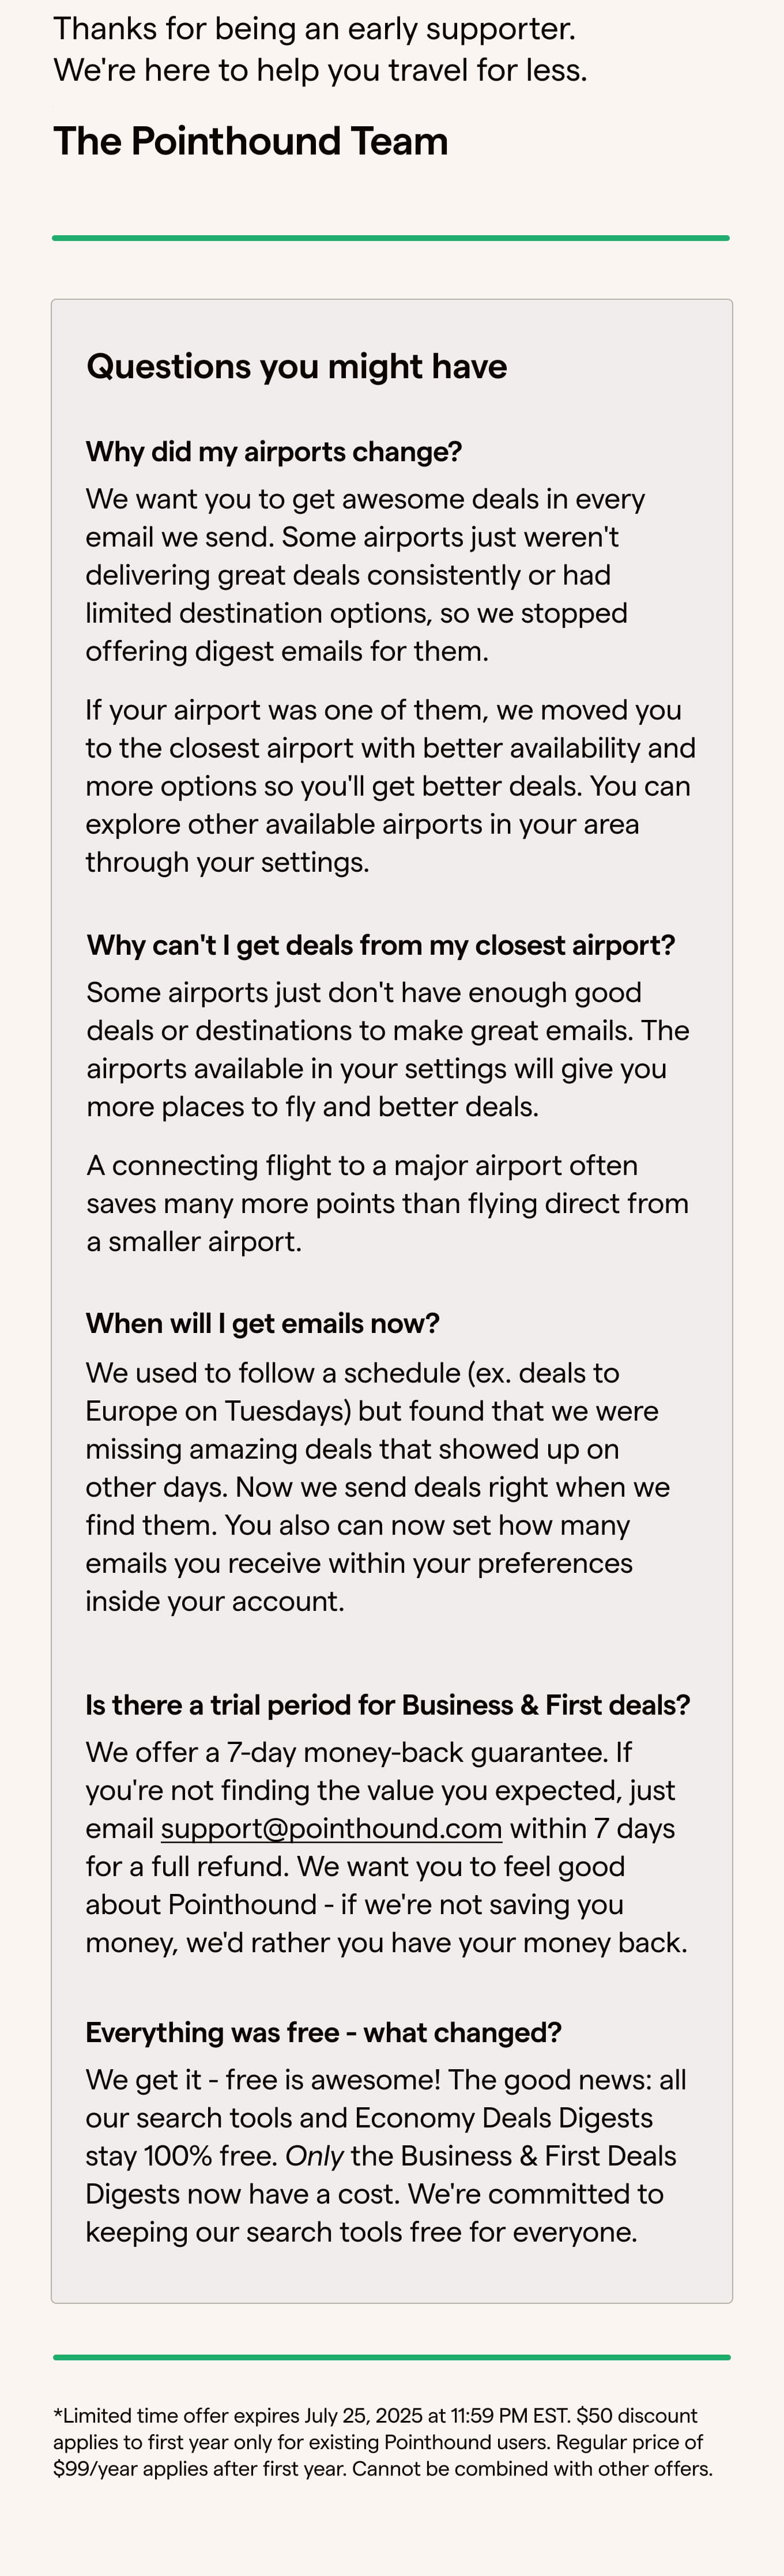 Thanks for being an early supporter.
We're here to help you travel for less.
The Pointhound Team
Questions you might have
Why did my airports change?
We want you to get awesome deals in every
email we send. Some airports just weren't
delivering great deals consistently or had
limited destination options, so we stopped
offering digest emails for them.
If your airport was one of them, we moved you
to the closest airport with better availability and
more options so you'll get better deals. You can
explore other available airports in your area
through your settings.
Why can't I get deals from my closest airport?
Some airports just don't have enough good
deals or destinations to make great emails. The
airports available in your settings will give you
more places to fly and better deals.
A connecting flight to a major airport often
saves many more points than flying direct from
a smaller airport.
When will I get emails now?
We used to follow a schedule (ex. deals to
Europe on Tuesdays) but found that we were
missing amazing deals that showed up on
other days. Now we send deals right when we
find them. You also can now set how many
emails you receive within your preferences
inside your account.
Is there a trial period for Business & First deals?
We offer a 7-day money-back guarantee. If
you're not finding the value you expected, just
email support@pointhound.com within 7 days
for a full refund. We want you to feel good
about Pointhound - if we're not saving you
money, we'd rather you have your money back.
Everything was free - what changed?
We get it - free is awesome! The good news: all
our search tools and Economy Deals Digests
stay 100% free. Only the Business & First Deals
Digests now have a cost. We're committed to
keeping our search tools free for everyone.
*Limited time offer expires July 25, 2025 at 11:59 PM EST. $50 discount
applies to first year only for existing Pointhound users. Regular price of
$99/year applies after first year. Cannot be combined with other offers.